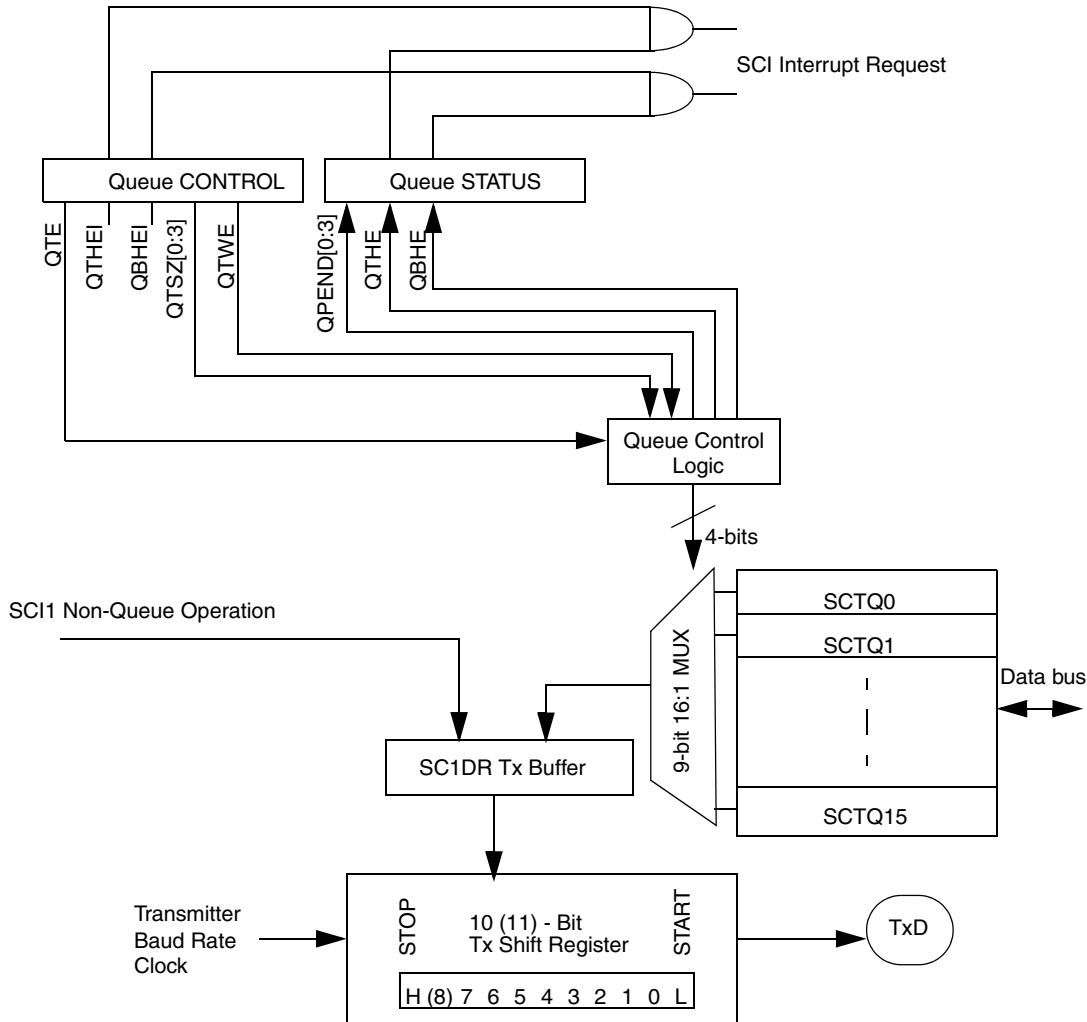 SCI Interrupt Request
Queue CONTROL
Queue STATUS
QTE
QTHEI
QBHEI
QTSZ[0:3]
QTWE
QPEND[0:3]
QTHE
QBHE
Queue Control
Logic
4-bits
SCI1 Non-Queue Operation
9-bit 16:1 MUX
SCTQ0
SCTQ1
Data bus
SCTQ15
SC1DR Tx Buffer
Transmitter
Baud Rate
Clock
STOP
10 (11) - Bit
Tx Shift Register
START
H (8) 7 6 5 4 3 2 1 0 L
TxD